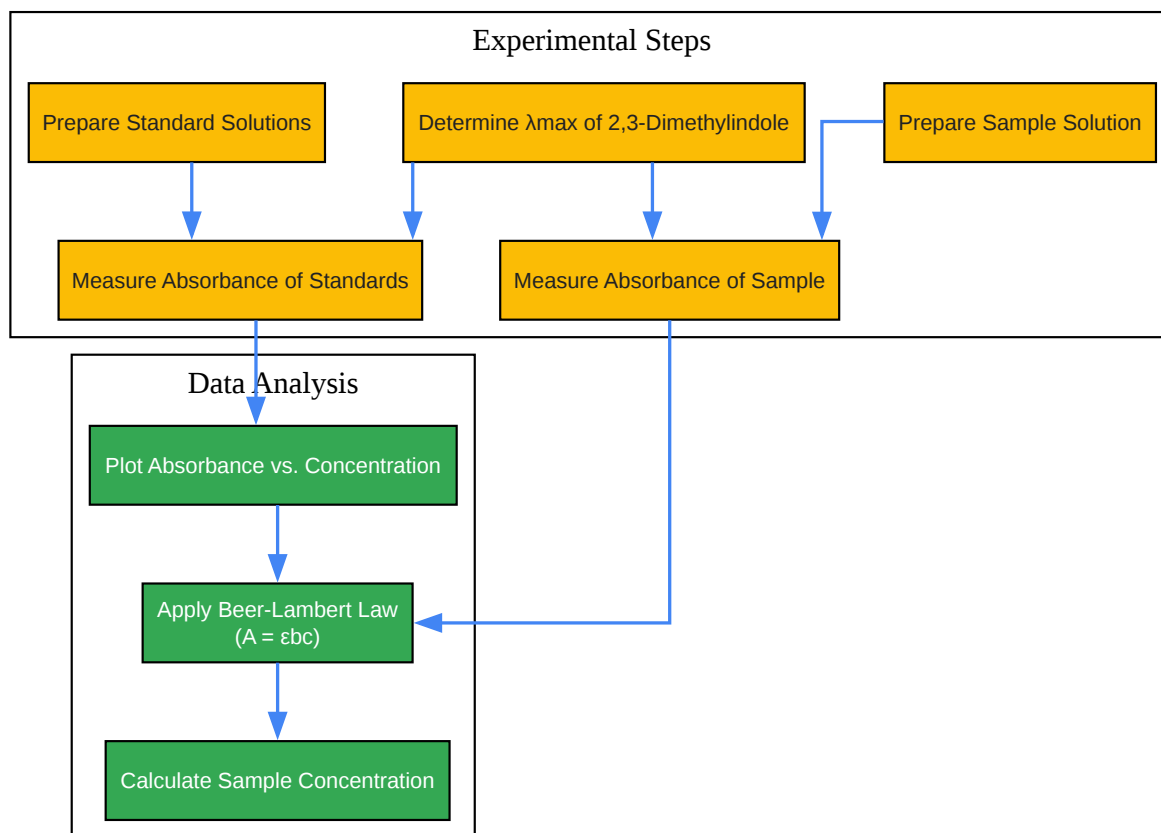 Experimental Steps
Prepare Standard Solutions
Determine λmax of 2,3-Dimethylindole
Prepare Sample Solution
Measure Absorbance of Standards
Measure Absorbance of Sample
Data Analysis
Plot Absorbance vs. Concentration
Apply Beer-Lambert Law
(A = εbc)
Calculate Sample Concentration